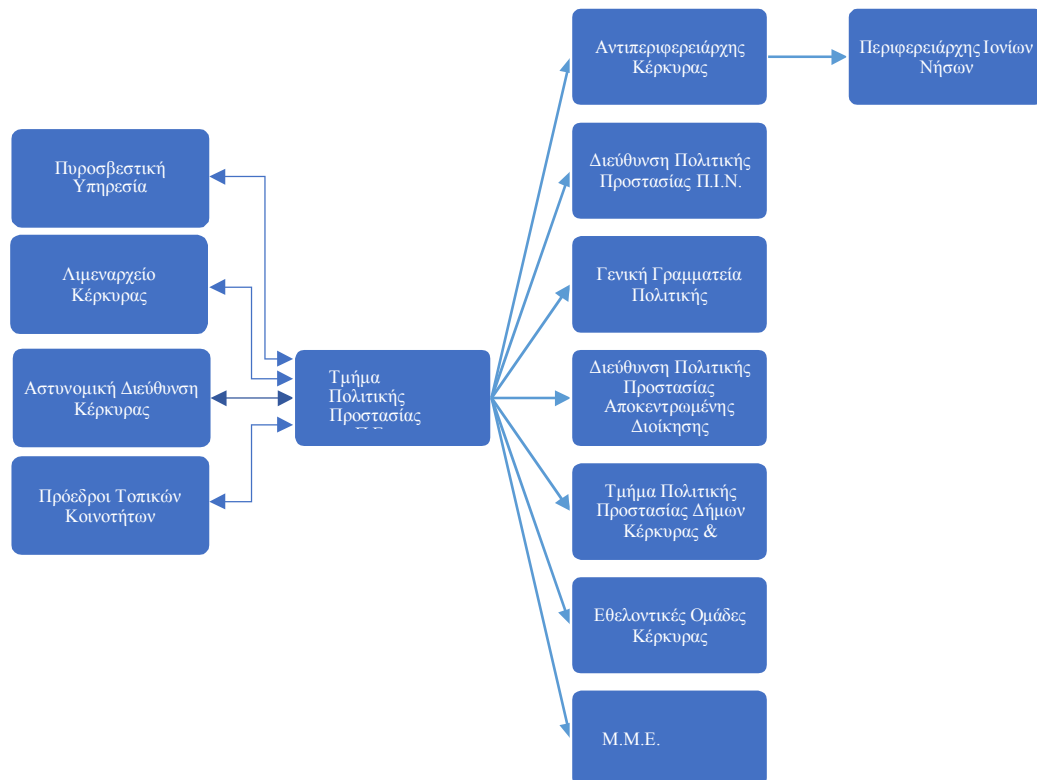 Αντιπεριφερειάρχης
Κέρκυρας
Περιφερειάρχης Ιονίων
Νήσων
Πυροσβεστική
Υπηρεσία
Διεύθυνση Πολιτικής
Προστασίας Π.Ι.Ν.
Λιμεναρχείο
Κέρκυρας
Γενική Γραμματεία
Πολιτικής
Αστυνομική Διεύθυνση
Κέρκυρας
Τμήμα
Πολιτικής
Προστασίας
Διεύθυνση Πολιτικής
Προστασίας
Αποκεντρωμένης
Διοίκησης
Πρόεδροι Τοπικών
Κοινοτήτων
Τμήμα Πολιτικής
Προστασίας Δήμων
Κέρκυρας &
Εθελοντικές Ομάδες
Κέρκυρας
Μ.Μ.Ε.